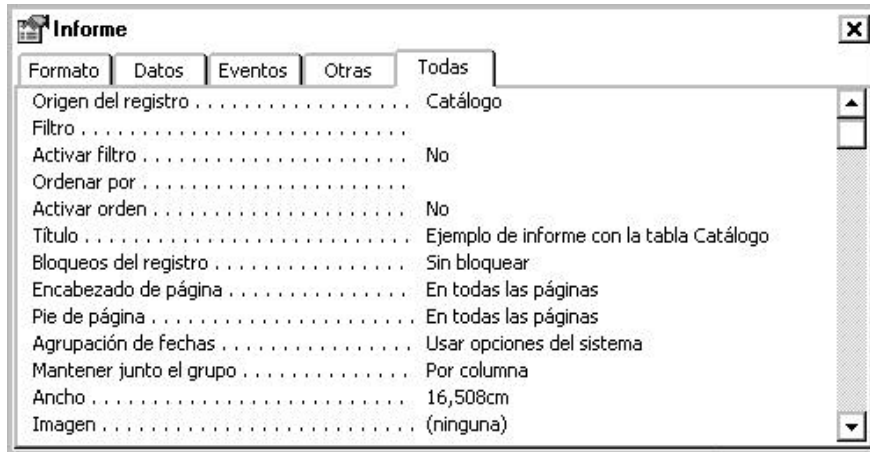 Informe
Formato Datos Eventos Otras Todas
Origen del registro . . . . . . . . . . . . . . . . . . . . Catálogo
Filtro . . . . . . . . . . . . . . . . . . . . . . . . . . . . .
Activar filtro . . . . . . . . . . . . . . . . . . . . . . . . No
Ordenar por . . . . . . . . . . . . . . . . . . . . . . . .
Activar orden . . . . . . . . . . . . . . . . . . . . . . . No
Título . . . . . . . . . . . . . . . . . . . . . . . . . . . . Ejemplo de informe con la tabla Catálogo
Bloqueos del registro . . . . . . . . . . . . . . . . . . Sin bloquear
Encabezado de página . . . . . . . . . . . . . . . . . En todas las páginas
Pie de página . . . . . . . . . . . . . . . . . . . . . . . En todas las páginas
Agrupación de fechas . . . . . . . . . . . . . . . . . Usar opciones del sistema
Mantener junto el grupo . . . . . . . . . . . . . . . Por columna
Ancho . . . . . . . . . . . . . . . . . . . . . . . . . . . . 16,508cm
Imagen . . . . . . . . . . . . . . . . . . . . . . . . . . . (ninguna)